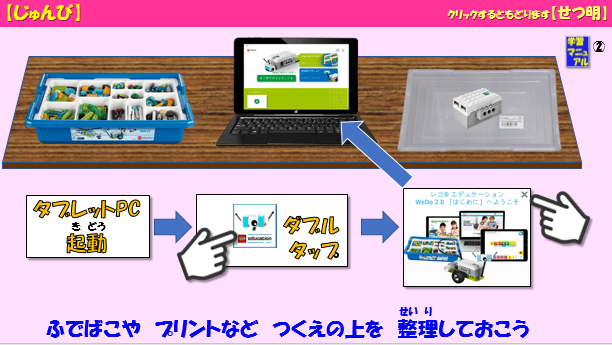 【じゅんび】
クリックするともどります【せつ明】
学習
マニュ
アル
②
タブレットPC
き どう
起動
education
ダブル
タップ
レゴ® エデュケーション
WeDo 2.0 「はじめに」へようこそ
せい り
ふでばこや プリントなど つくえの上を 整理しておこう